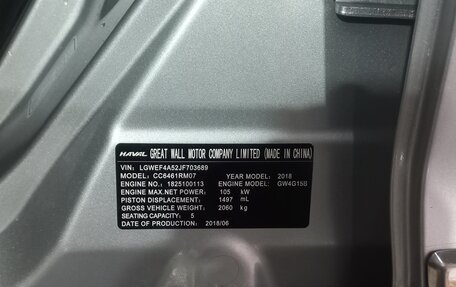 HAVAL GREAT WALL MOTOR COMPANY LIMITED (MADE IN CHINA)
VIN: LGWEF4A52JF703689
MODEL: CC6461RM07 YEAR MODEL: 2018
ENGINE NO.: 1825100113 ENGINE MODEL: GW4G15B
ENGINE MAX.NET POWER: 105 kW
PISTON DISPLACEMENT: 1497 mL
GROSS VEHICLE WEIGHT: 2060 kg
SEATING CAPACITY: 5
DATE OF PRODUCTION: 2018/06